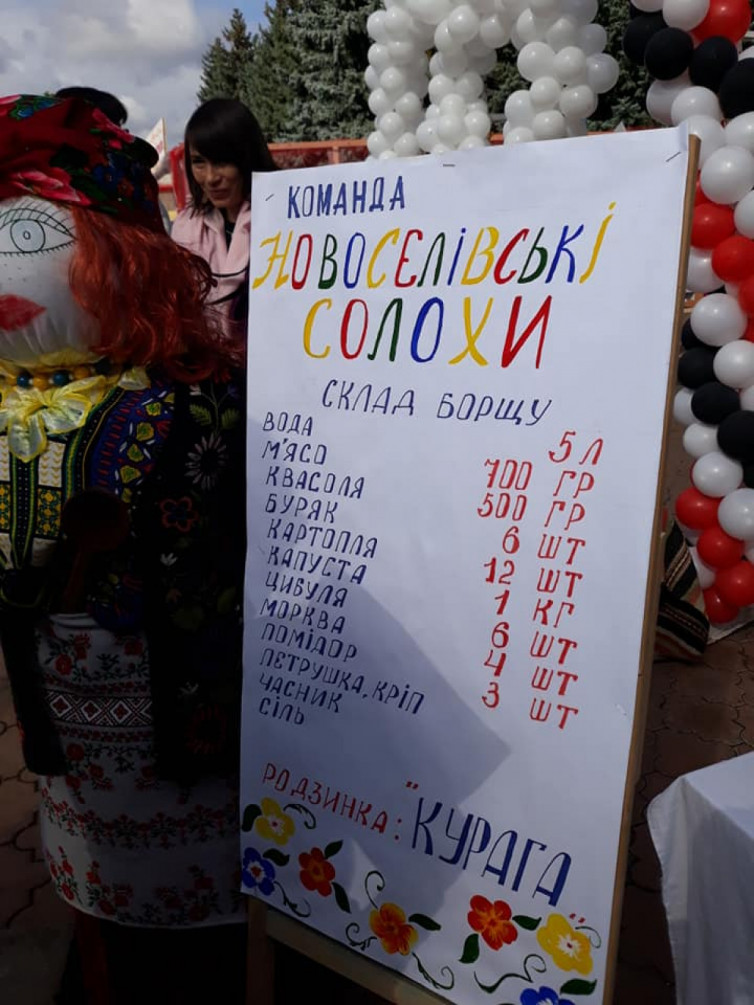 КОМАНДА
НОВОСЕЛІВСЬКІ
СОЛОХИ
СКЛАД БОРЩУ
ВОДА 5 Л
М'ЯСО 700 ГР
КВАСОЛЯ 500 ГР
БУРЯК 6 ШТ
КАРТОПЛЯ 12 ШТ
КАПУСТА 1 КГ
ЦИБУЛЯ 6 ШТ
МОРКВА 4 ШТ
ПОМІДОР 3 ШТ
ПЕТРУШКА, КРІП
ЧАСНИК
СІЛЬ
РОДЗИНКА: "КУРАГА"